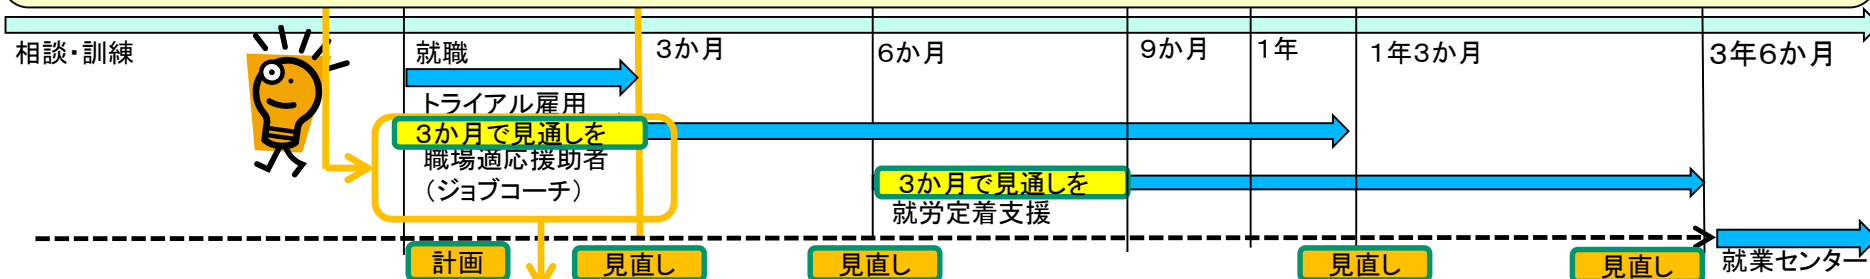 相談・訓練
就職
3か月
6か月
9か月
1年
1年3か月
3年6か月
トライアル雇用
3か月で見通しを
職場適応援助者
(ジョブコーチ)
3か月で見通しを
就労定着支援
計画
見直し
見直し
見直し
見直し
就業センター